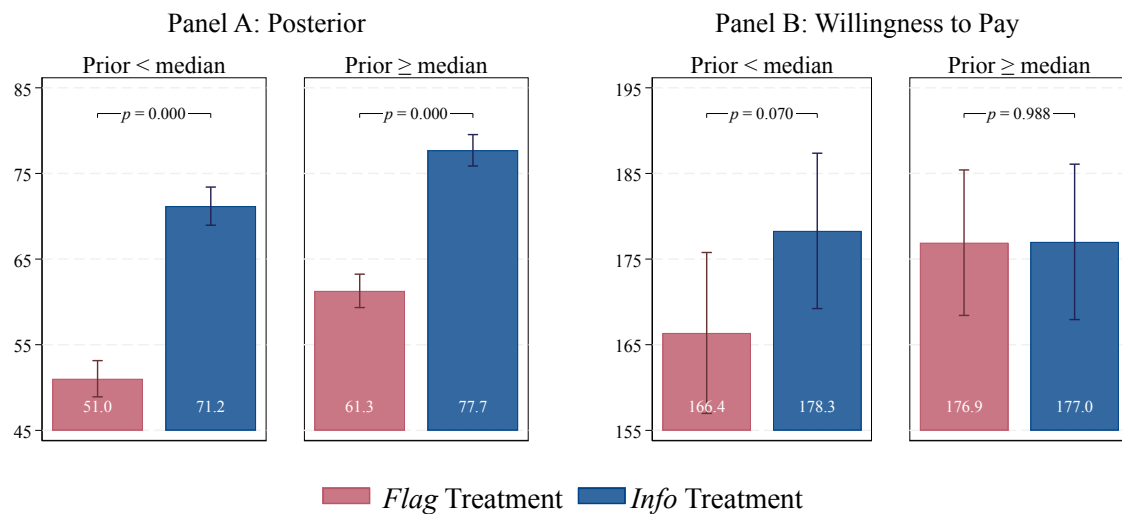 Panel A: Posterior
Prior < median
Prior ≥ median
85
75
65
55
45
p = 0.000
p = 0.000
51.0
71.2
61.3
77.7
Panel B: Willingness to Pay
Prior < median
Prior ≥ median
195
185
175
165
155
p = 0.070
p = 0.988
166.4
178.3
176.9
177.0
Flag Treatment
Info Treatment